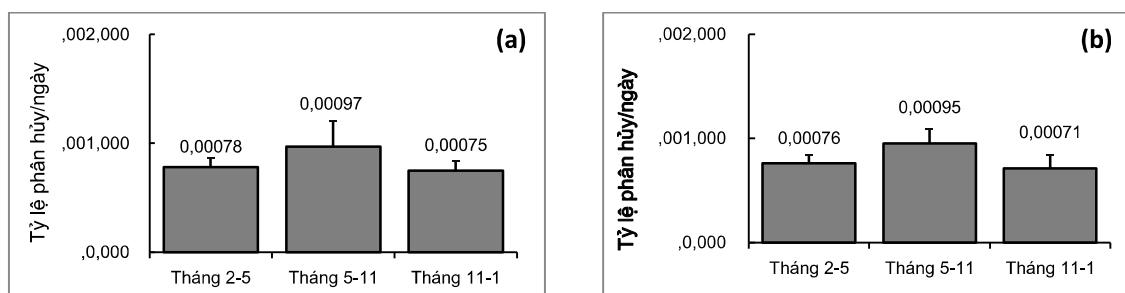 ,002,000
(a)
0,00097
0,00078
0,00075
,001,000
,0,000
Tỷ lệ phân hủy/ngày
Tháng 2-5
Tháng 5-11
Tháng 11-1
,002,000
(b)
0,00095
0,00076
0,00071
,001,000
,0,000
Tỷ lệ phân hủy/ngày
Tháng 2-5
Tháng 5-11
Tháng 11-1